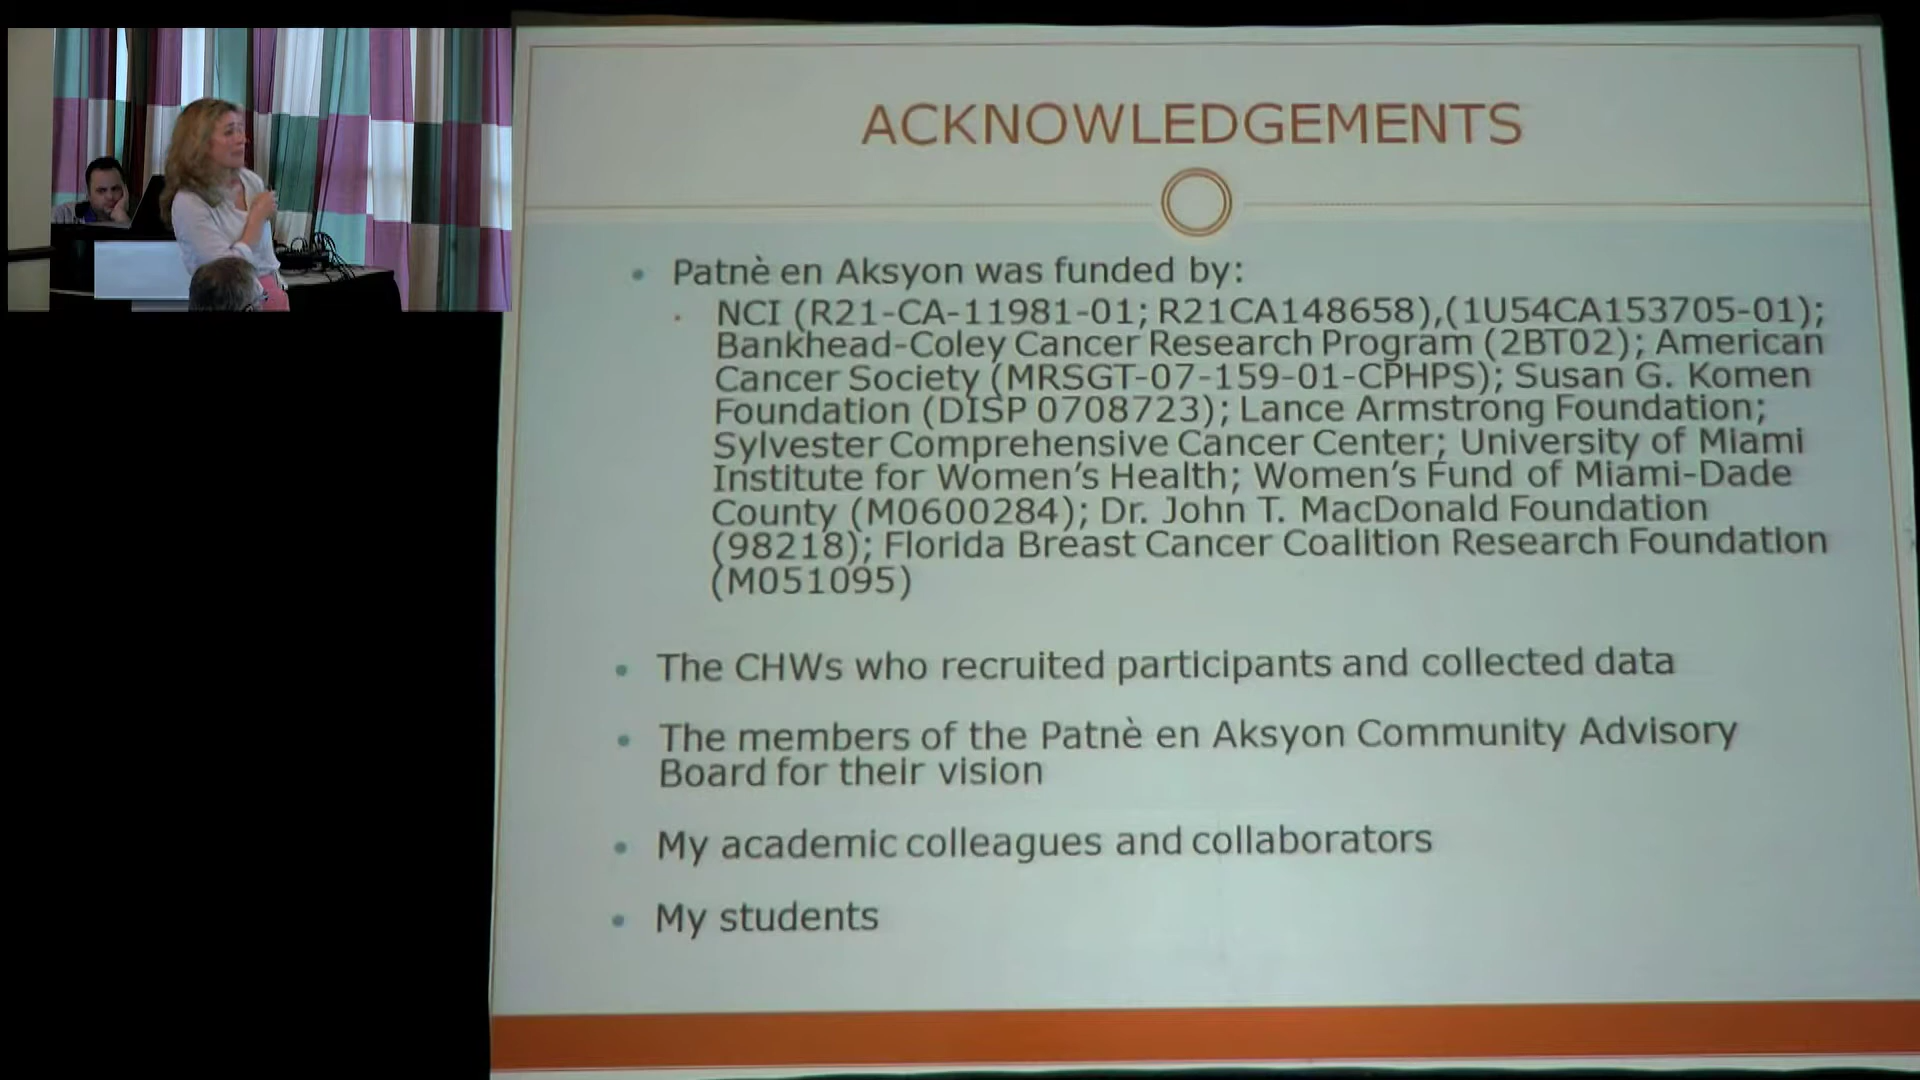 ACKNOWLEDGEMENTS
• Patnè en Aksyon was funded by:
• NCI (R21-CA-11981-01; R21CA148658),(1U54CA153705-01);
Bankhead-Coley Cancer Research Program (2BT02); American
Cancer Society (MRSGT-07-159-01-CPHPS); Susan G. Komen
Foundation (DISP 0708723); Lance Armstrong Foundation;
Sylvester Comprehensive Cancer Center; University of Miami
Institute for Women’s Health; Women’s Fund of Miami-Dade
County (M0600284); Dr. John T. MacDonald Foundation
(98218); Florida Breast Cancer Coalition Research Foundation
(M051095)
• The CHWs who recruited participants and collected data
• The members of the Patnè en Aksyon Community Advisory
Board for their vision
• My academic colleagues and collaborators
• My students